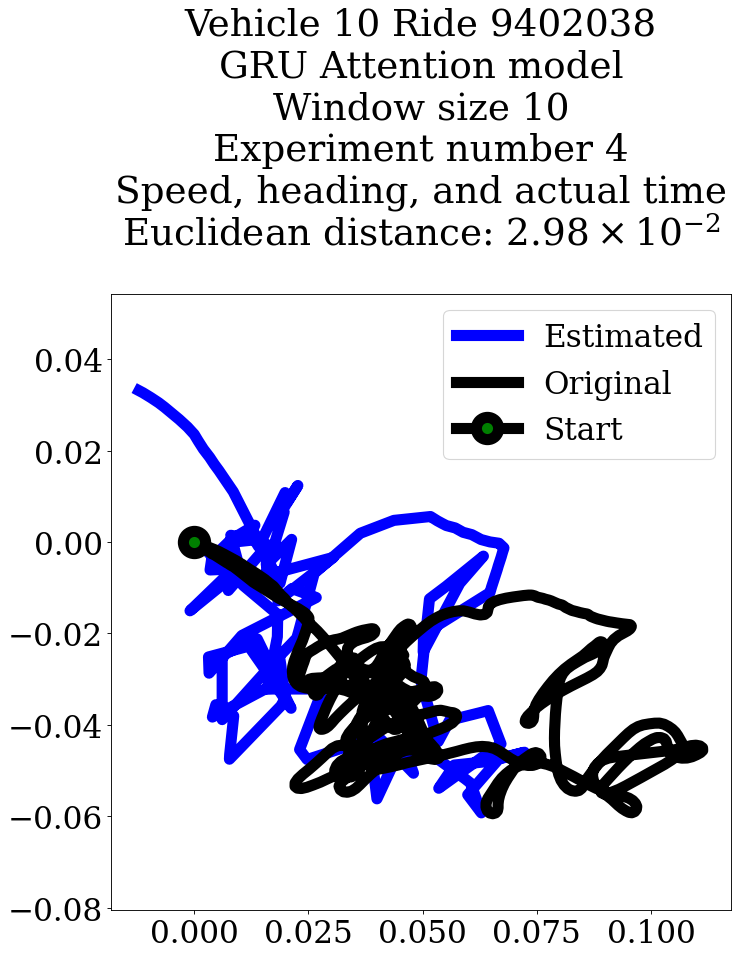 Vehicle 10 Ride 9402038
GRU Attention model
Window size 10
Experiment number 4
Speed, heading, and actual time
Euclidean distance: 2.98 × 10⁻²
Estimated
Original
Start
0.04
0.02
0.00
−0.02
−0.04
−0.06
−0.08
0.000 0.025 0.050 0.075 0.100